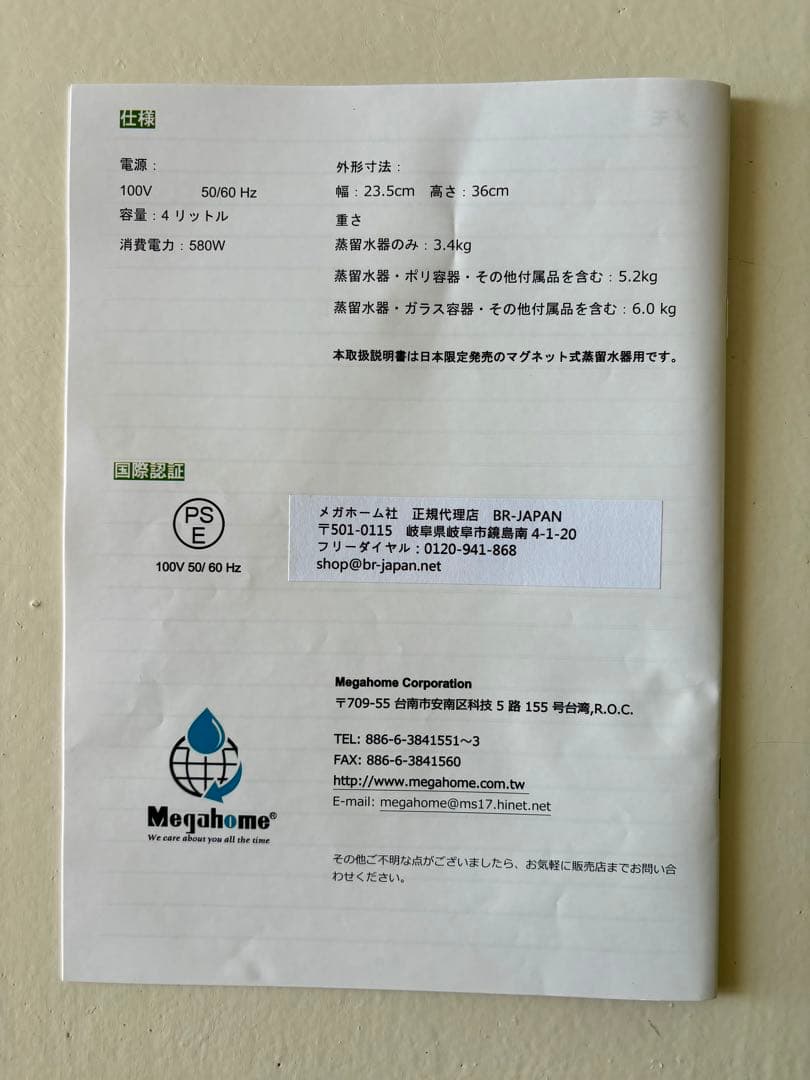 仕様
電源：
100V 50/60 Hz
容量：4 リットル
消費電力：580W
外形寸法：
幅：23.5cm 高さ：36cm
重さ
蒸留水器のみ：3.4kg
蒸留水器・ポリ容器・その他付属品を含む：5.2kg
蒸留水器・ガラス容器・その他付属品を含む：6.0 kg
本取扱説明書は日本限定発売のマグネット式蒸留水器用です。
国際認証
PS
E
100V 50/ 60 Hz
メガホーム社 正規代理店 BR-JAPAN
〒501-0115 岐阜県岐阜市鏡島南 4-1-20
フリーダイヤル：0120-941-868
shop@br-japan.net
Megahome®
We care about you all the time
Megahome Corporation
〒709-55 台南市安南区科技 5 路 155 号台湾,R.O.C.
TEL: 886-6-3841551～3
FAX: 886-6-3841560
http://www.megahome.com.tw
E-mail: megahome@ms17.hinet.net
その他ご不明な点がございましたら、お気軽に販売店までお問い合
わせください。